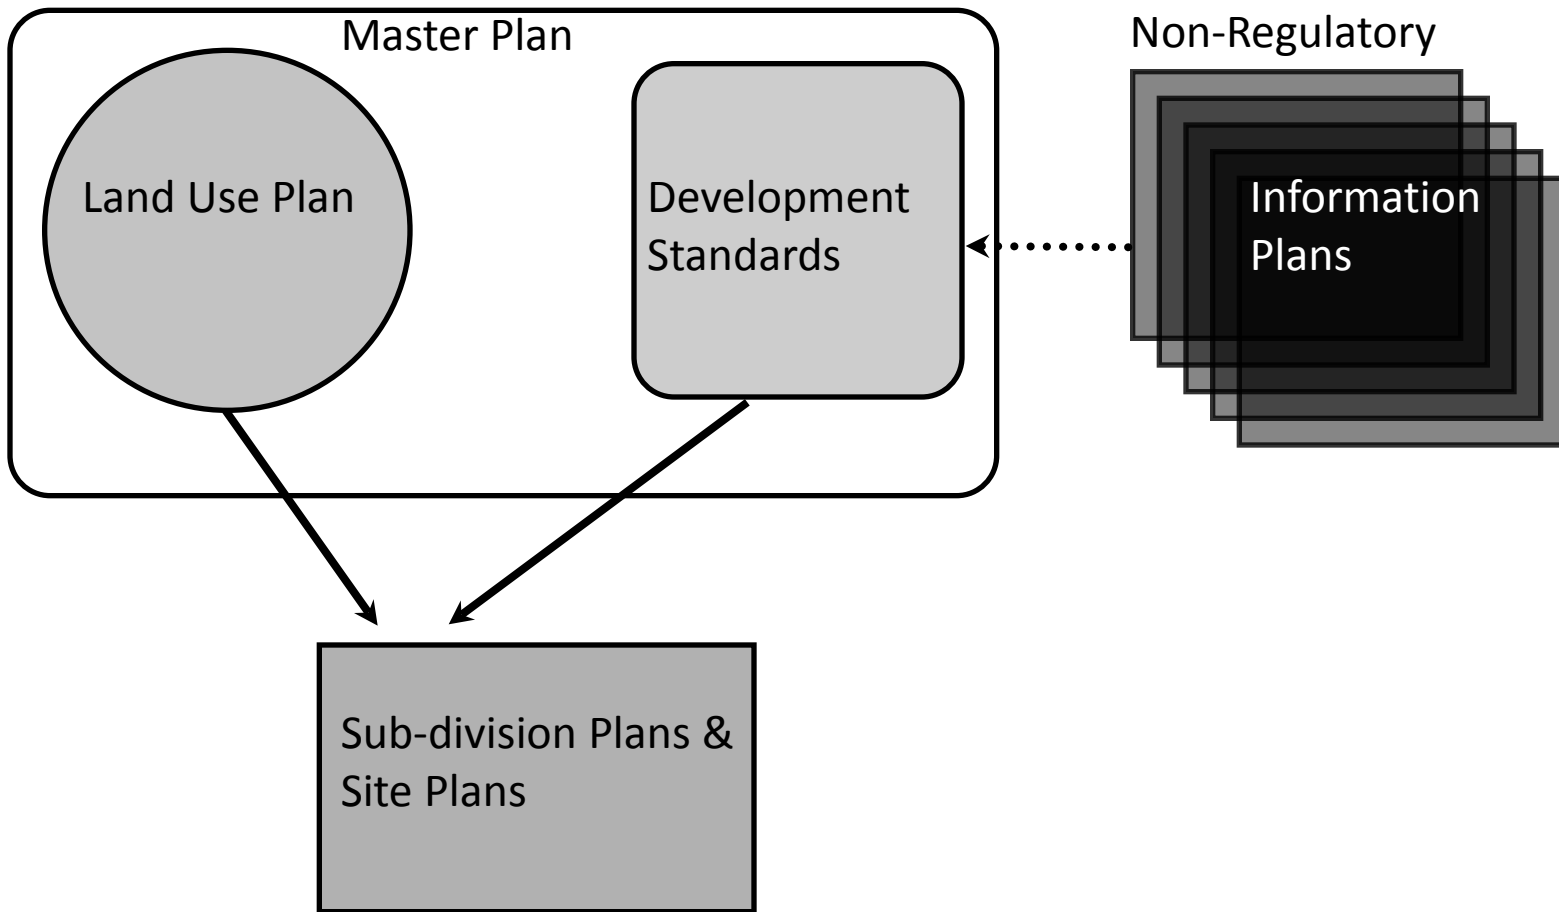 Master Plan
Non-Regulatory
Land Use Plan
Development
Standards
Information
Plans
Sub-division Plans &
Site Plans